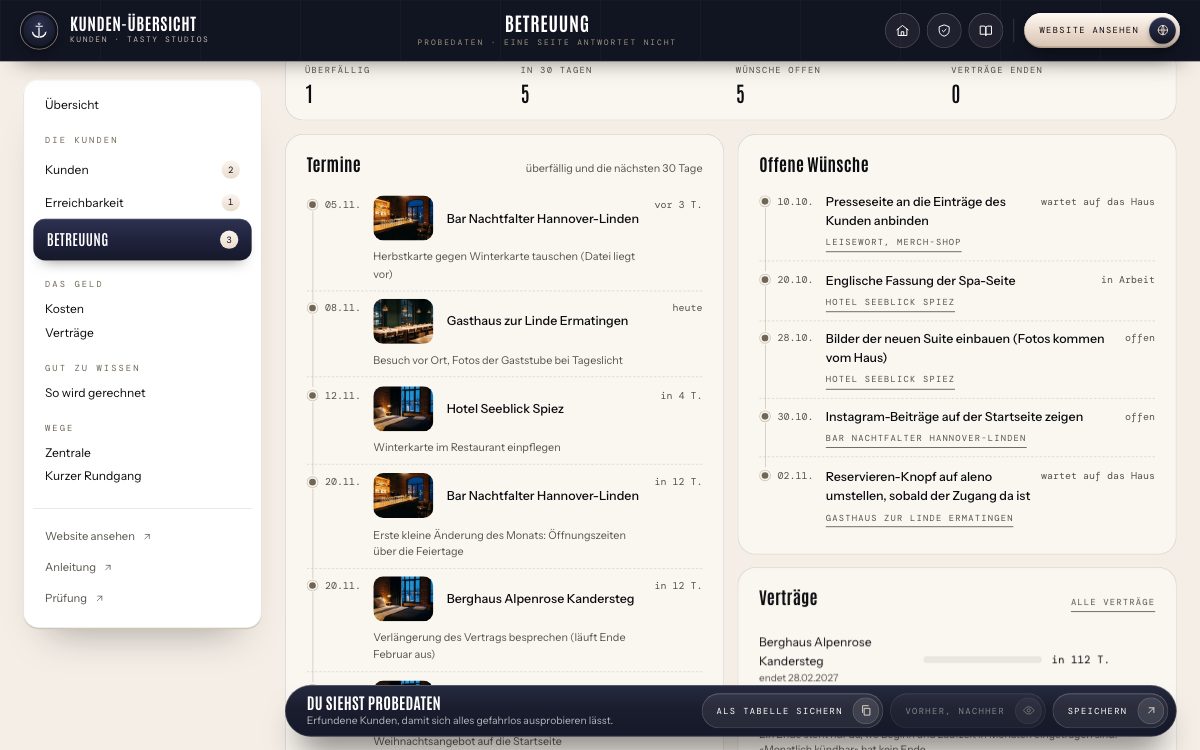 KUNDEN-ÜBERSICHT
KUNDEN · TASTY STUDIOS
BETREUUNG
PROBEDATEN · EINE SEITE ANTWORTET NICHT
WEBSITE ANSEHEN
Übersicht
DIE KUNDEN
Kunden 2
Erreichbarkeit 1
BETREUUNG 3
DAS GELD
Kosten
Verträge
GUT ZU WISSEN
So wird gerechnet
WEGE
Zentrale
Kurzer Rundgang
Website ansehen ↗
Anleitung ↗
Prüfung ↗
ÜBERFÄLLIG
1
IN 30 TAGEN
5
WÜNSCHE OFFEN
5
VERTRÄGE ENDEN
0
Termine
überfällig und die nächsten 30 Tage
05.11.
Bar Nachtfalter Hannover-Linden
vor 3 T.
Herbstkarte gegen Winterkarte tauschen (Datei liegt
vor)
08.11.
Gasthaus zur Linde Ermatingen
heute
Besuch vor Ort, Fotos der Gaststube bei Tageslicht
12.11.
Hotel Seeblick Spiez
in 4 T.
Winterkarte im Restaurant einpflegen
20.11.
Bar Nachtfalter Hannover-Linden
in 12 T.
Erste kleine Änderung des Monats: Öffnungszeiten
über die Feiertage
20.11.
Berghaus Alpenrose Kandersteg
in 12 T.
Verlängerung des Vertrags besprechen (läuft Ende
Februar aus)
Weihnachtsangebot auf die Startseite
Offene Wünsche
10.10.
Presseseite an die Einträge des
Kunden anbinden
wartet auf das Haus
LEISEWORT, MERCH-SHOP
20.10.
Englische Fassung der Spa-Seite
in Arbeit
HOTEL SEEBLICK SPIEZ
28.10.
Bilder der neuen Suite einbauen (Fotos kommen
vom Haus)
offen
HOTEL SEEBLICK SPIEZ
30.10.
Instagram-Beiträge auf der Startseite zeigen
offen
BAR NACHTFALTER HANNOVER-LINDEN
02.11.
Reservieren-Knopf auf aleno
umstellen, sobald der Zugang da ist
wartet auf das Haus
GASTHAUS ZUR LINDE ERMATINGEN
Verträge
ALLE VERTRÄGE
Berghaus Alpenrose
Kandersteg
endet 28.02.2027
in 112 T.
DU SIEHST PROBEDATEN
Erfundene Kunden, damit sich alles gefahrlos ausprobieren lässt.
ALS TABELLE SICHERN
VORHER, NACHHER
SPEICHERN